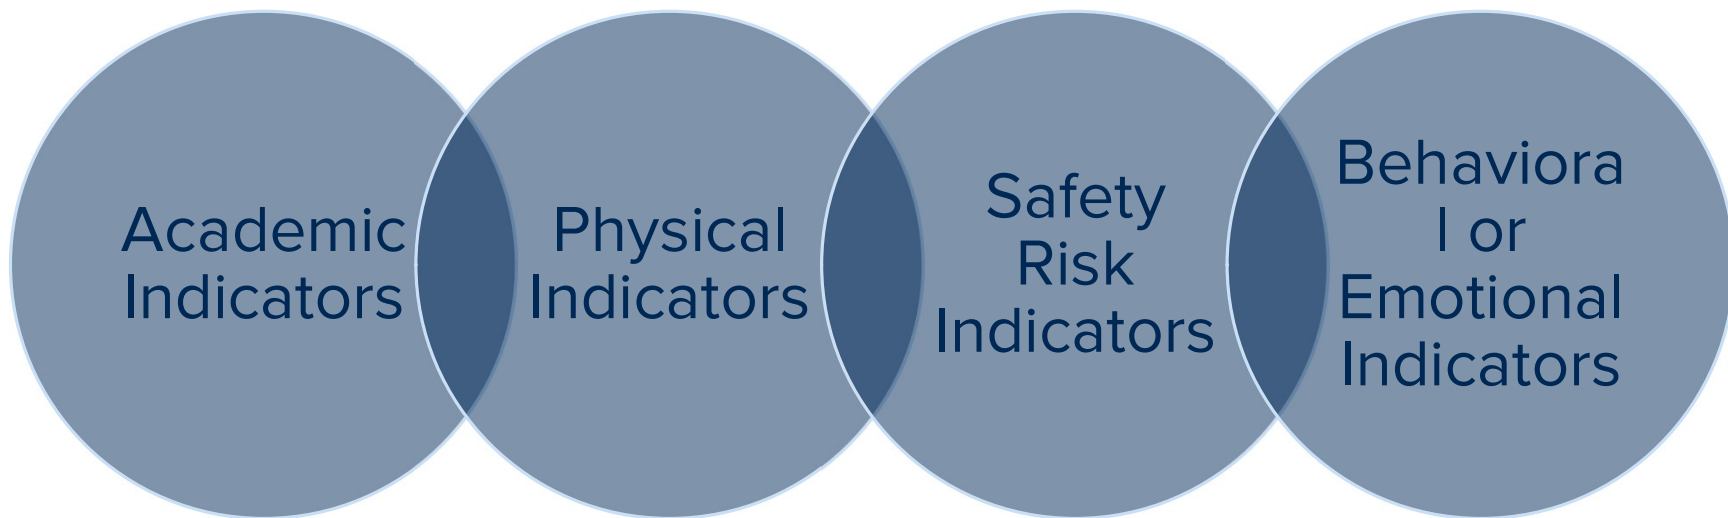 Academic
Indicators
Physical
Indicators
Safety
Risk
Indicators
Behaviora
l or
Emotional
Indicators